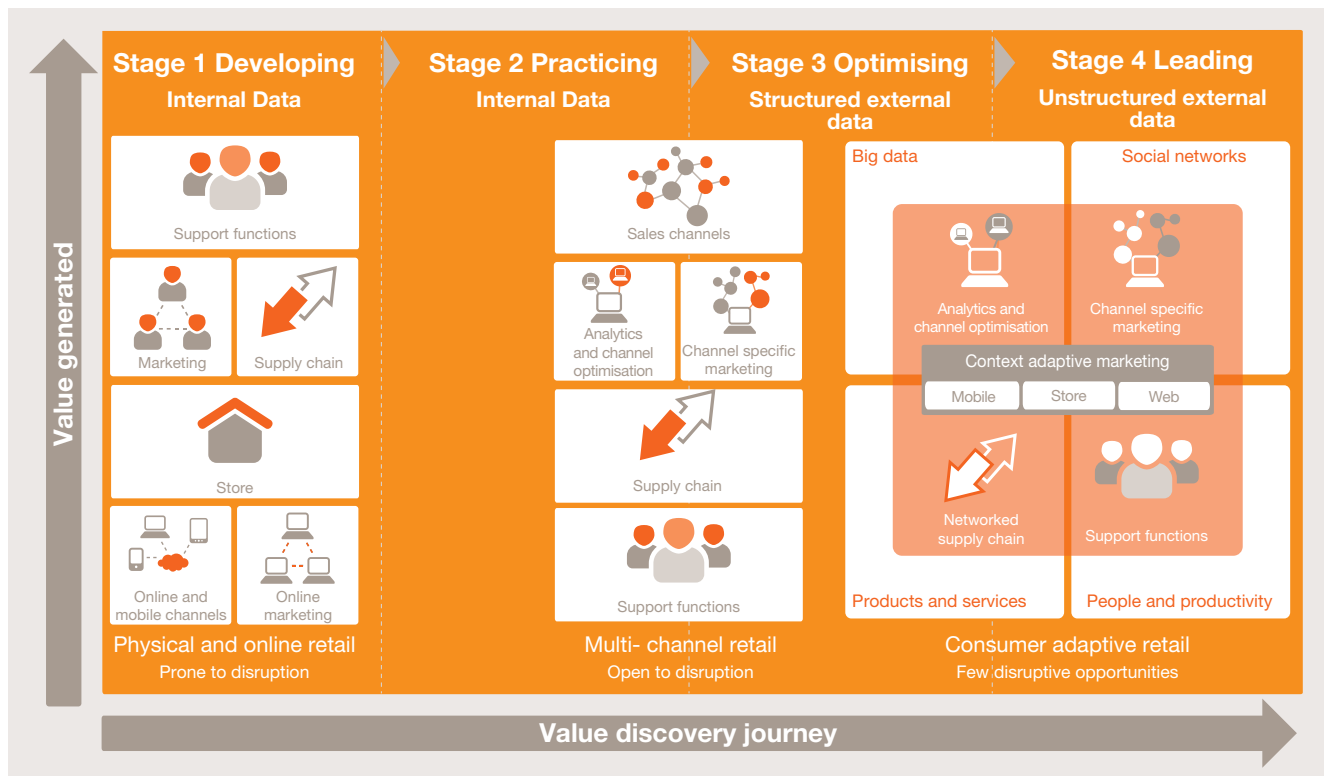 Value generated
Stage 1 Developing
Internal Data
Support functions
Marketing
Supply chain
Store
Online and
mobile channels
Online
marketing
Physical and online retail
Prone to disruption
Stage 2 Practicing
Internal Data
Sales channels
Analytics
and channel
optimisation
Channel specific
marketing
Supply chain
Support functions
Multi- channel retail
Open to disruption
Stage 3 Optimising
Structured external
data
Stage 4 Leading
Unstructured external
data
Big data
Social networks
Analytics and
channel optimisation
Channel specific
marketing
Context adaptive marketing
Mobile
Store
Web
Networked
supply chain
Support functions
Products and services
People and productivity
Consumer adaptive retail
Few disruptive opportunities
Value discovery journey